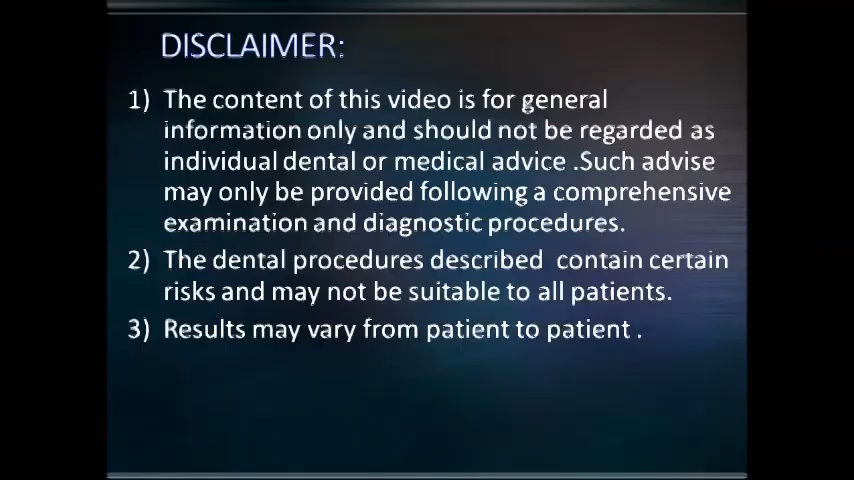 DISCLAIMER:
1) The content of this video is for general
information only and should not be regarded as
individual dental or medical advice .Such advise
may only be provided following a comprehensive
examination and diagnostic procedures.
2) The dental procedures described contain certain
risks and may not be suitable to all patients.
3) Results may vary from patient to patient .